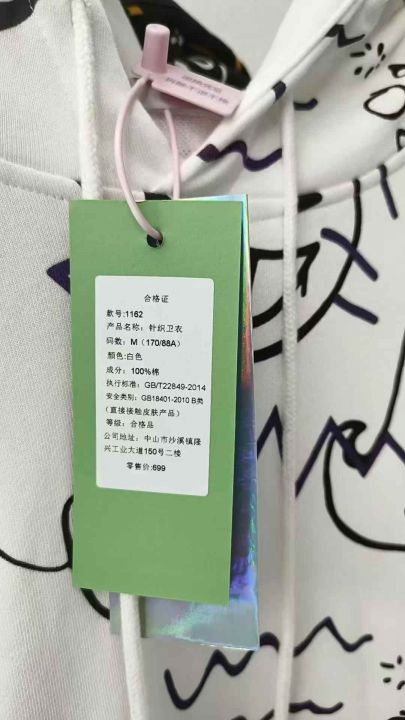 合格证
款号:1162
产品名称: 针织卫衣
码数: M（170/88A）
颜色:白色
成分: 100%棉
执行标准: GB/T22849-2014
安全类别: GB18401-2010 B类
（直接接触皮肤产品）
等级: 合格品
公司地址: 中山市沙溪镇隆
兴工业大道150号二楼
零售价:699